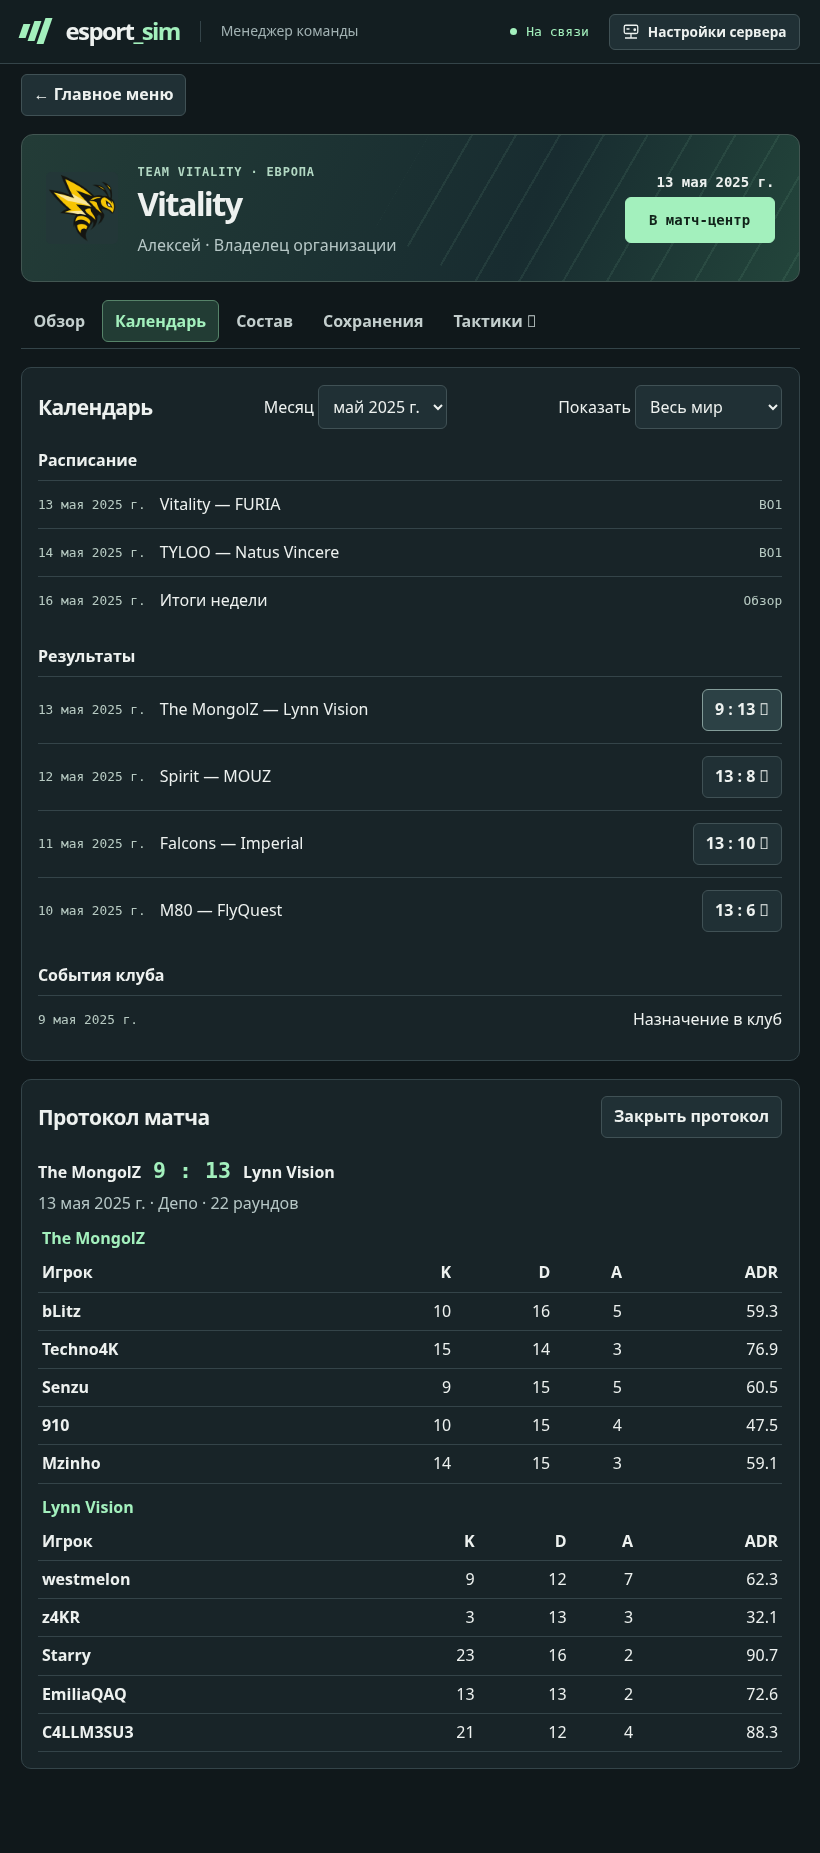 esport_sim Менеджер команды На связи Настройки сервера
← Главное меню
TEAM VITALITY · ЕВРОПА
Vitality
Алексей · Владелец организации
13 мая 2025 г.
В матч-центр
Обзор Календарь Состав Сохранения Тактики
Календарь Месяц май 2025 г. Показать Весь мир
Расписание
13 мая 2025 г. Vitality — FURIA BO1
14 мая 2025 г. TYLOO — Natus Vincere BO1
16 мая 2025 г. Итоги недели Обзор
Результаты
13 мая 2025 г. The MongolZ — Lynn Vision 9 : 13
12 мая 2025 г. Spirit — MOUZ 13 : 8
11 мая 2025 г. Falcons — Imperial 13 : 10
10 мая 2025 г. M80 — FlyQuest 13 : 6
События клуба
9 мая 2025 г. Назначение в клуб
Протокол матча Закрыть протокол
The MongolZ 9 : 13 Lynn Vision
13 мая 2025 г. · Депо · 22 раундов
The MongolZ
Игрок K D A ADR
bLitz 10 16 5 59.3
Techno4K 15 14 3 76.9
Senzu 9 15 5 60.5
910 10 15 4 47.5
Mzinho 14 15 3 59.1
Lynn Vision
Игрок K D A ADR
westmelon 9 12 7 62.3
z4KR 3 13 3 32.1
Starry 23 16 2 90.7
EmiliaQAQ 13 13 2 72.6
C4LLM3SU3 21 12 4 88.3